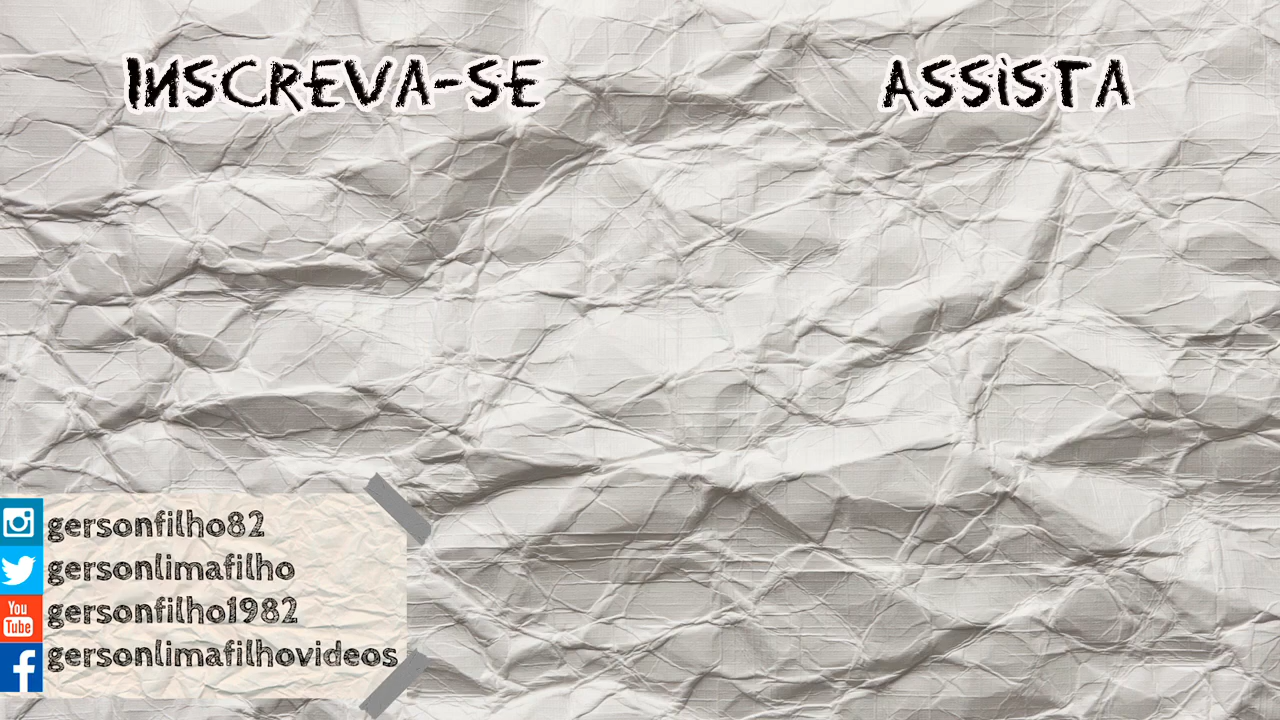 INSCREVA-SE
ASSISTA
gersonfilho82
gersonlimafilho
You Tube gersonfilho1982
gersonlimafilhovideos